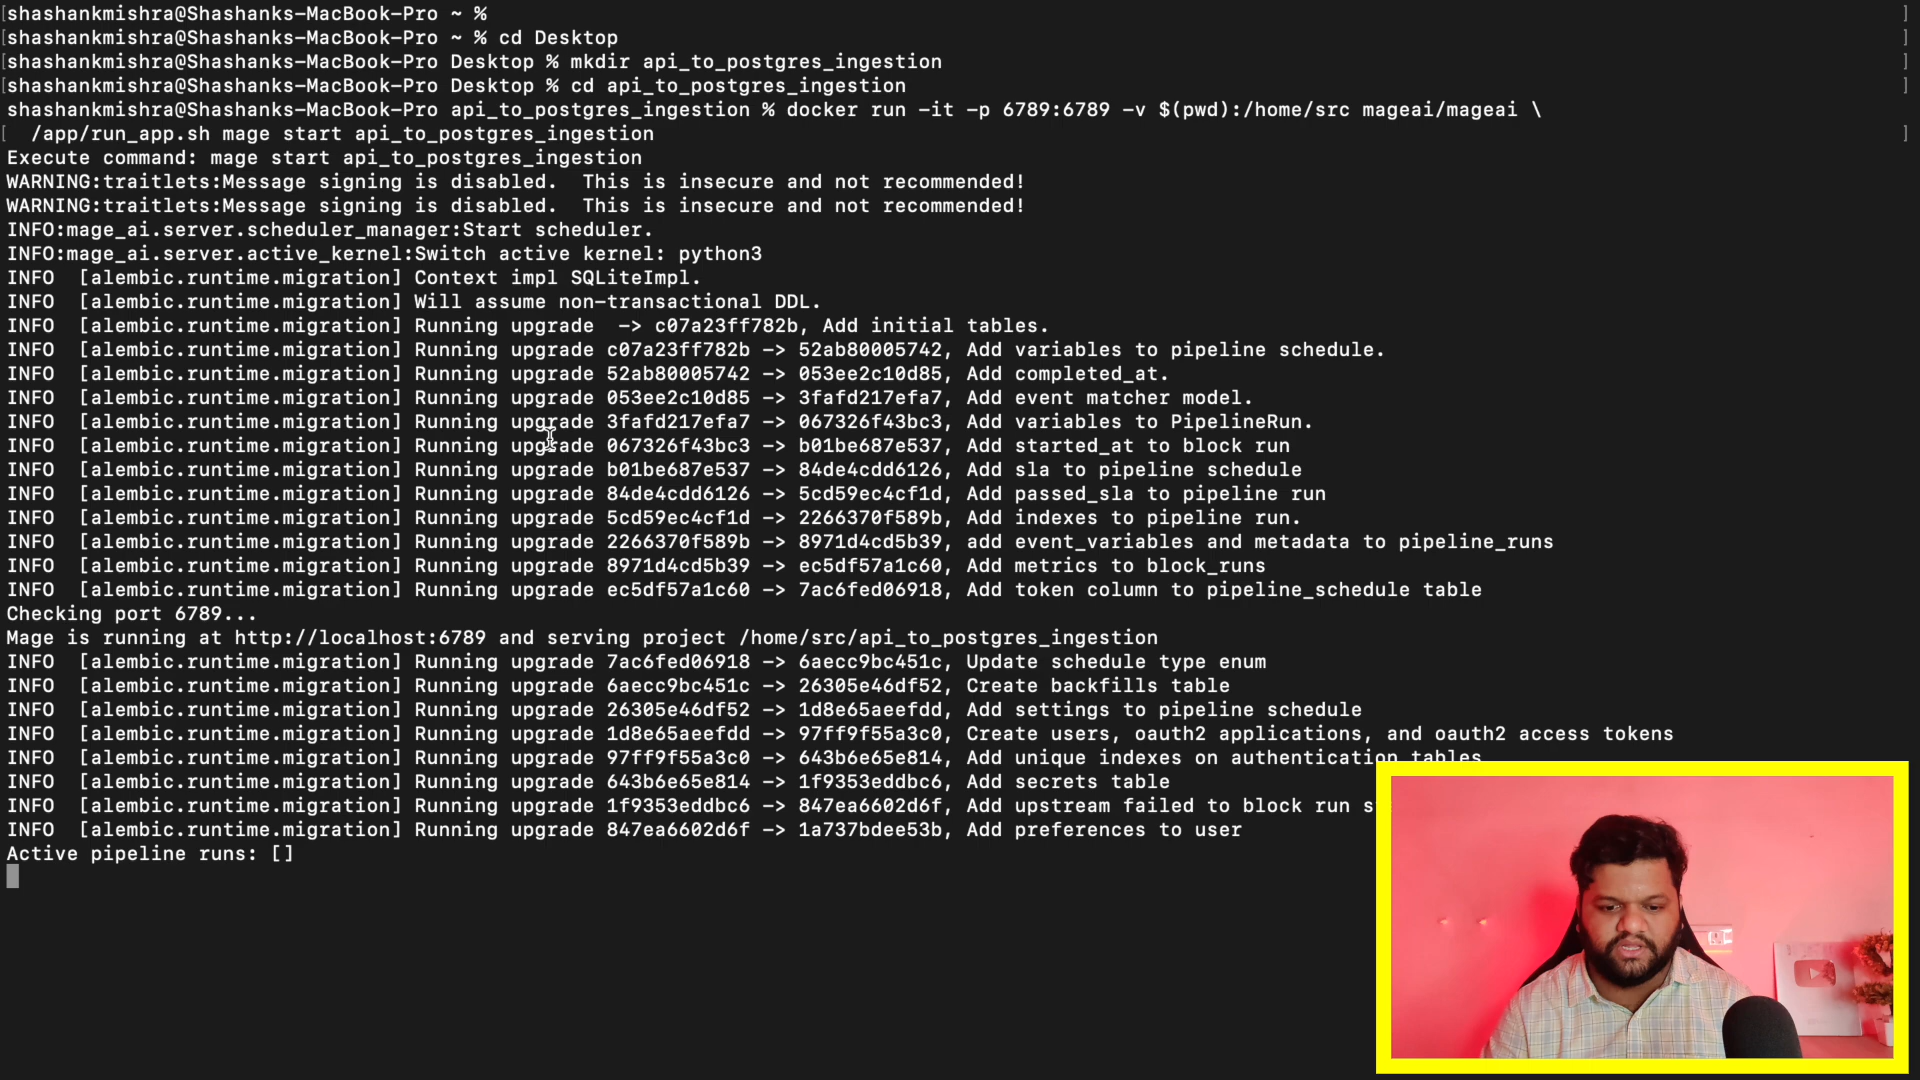 [shashankmishra@Shashanks-MacBook-Pro ~ % ]
[shashankmishra@Shashanks-MacBook-Pro ~ % cd Desktop ]
[shashankmishra@Shashanks-MacBook-Pro Desktop % mkdir api_to_postgres_ingestion ]
[shashankmishra@Shashanks-MacBook-Pro Desktop % cd api_to_postgres_ingestion ]
shashankmishra@Shashanks-MacBook-Pro api_to_postgres_ingestion % docker run -it -p 6789:6789 -v $(pwd):/home/src mageai/mageai \
[ /app/run_app.sh mage start api_to_postgres_ingestion ]
Execute command: mage start api_to_postgres_ingestion
WARNING:traitlets:Message signing is disabled.  This is insecure and not recommended!
WARNING:traitlets:Message signing is disabled.  This is insecure and not recommended!
INFO:mage_ai.server.scheduler_manager:Start scheduler.
INFO:mage_ai.server.active_kernel:Switch active kernel: python3
INFO  [alembic.runtime.migration] Context impl SQLiteImpl.
INFO  [alembic.runtime.migration] Will assume non-transactional DDL.
INFO  [alembic.runtime.migration] Running upgrade  -> c07a23ff782b, Add initial tables.
INFO  [alembic.runtime.migration] Running upgrade c07a23ff782b -> 52ab80005742, Add variables to pipeline schedule.
INFO  [alembic.runtime.migration] Running upgrade 52ab80005742 -> 053ee2c10d85, Add completed_at.
INFO  [alembic.runtime.migration] Running upgrade 053ee2c10d85 -> 3fafd217efa7, Add event matcher model.
INFO  [alembic.runtime.migration] Running upgrade 3fafd217efa7 -> 067326f43bc3, Add variables to PipelineRun.
INFO  [alembic.runtime.migration] Running upgrade 067326f43bc3 -> b01be687e537, Add started_at to block run
INFO  [alembic.runtime.migration] Running upgrade b01be687e537 -> 84de4cdd6126, Add sla to pipeline schedule
INFO  [alembic.runtime.migration] Running upgrade 84de4cdd6126 -> 5cd59ec4cf1d, Add passed_sla to pipeline run
INFO  [alembic.runtime.migration] Running upgrade 5cd59ec4cf1d -> 2266370f589b, Add indexes to pipeline run.
INFO  [alembic.runtime.migration] Running upgrade 2266370f589b -> 8971d4cd5b39, add event_variables and metadata to pipeline_runs
INFO  [alembic.runtime.migration] Running upgrade 8971d4cd5b39 -> ec5df57a1c60, Add metrics to block_runs
INFO  [alembic.runtime.migration] Running upgrade ec5df57a1c60 -> 7ac6fed06918, Add token column to pipeline_schedule table
Checking port 6789...
Mage is running at http://localhost:6789 and serving project /home/src/api_to_postgres_ingestion
INFO  [alembic.runtime.migration] Running upgrade 7ac6fed06918 -> 6aecc9bc451c, Update schedule type enum
INFO  [alembic.runtime.migration] Running upgrade 6aecc9bc451c -> 26305e46df52, Create backfills table
INFO  [alembic.runtime.migration] Running upgrade 26305e46df52 -> 1d8e65aeefdd, Add settings to pipeline schedule
INFO  [alembic.runtime.migration] Running upgrade 1d8e65aeefdd -> 97ff9f55a3c0, Create users, oauth2 applications, and oauth2 access tokens
INFO  [alembic.runtime.migration] Running upgrade 97ff9f55a3c0 -> 643b6e65e814, Add unique indexes on authentication tables
INFO  [alembic.runtime.migration] Running upgrade 643b6e65e814 -> 1f9353eddbc6, Add secrets table
INFO  [alembic.runtime.migration] Running upgrade 1f9353eddbc6 -> 847ea6602d6f, Add upstream failed to block run
INFO  [alembic.runtime.migration] Running upgrade 847ea6602d6f -> 1a737bdee53b, Add preferences to user
Active pipeline runs: []